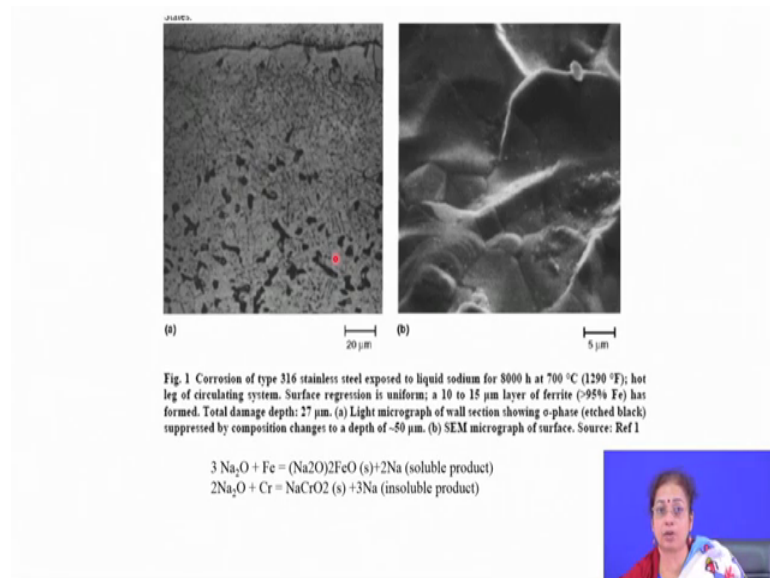 (a)
20 µm
(b)
5 µm
Fig. 1 Corrosion of type 316 stainless steel exposed to liquid sodium for 8000 h at 700 °C (1290 °F); hot
leg of circulating system. Surface regression is uniform; a 10 to 15 µm layer of ferrite (>95% Fe) has
formed. Total damage depth: 27 µm. (a) Light micrograph of wall section showing σ-phase (etched black)
suppressed by composition changes to a depth of ~50 µm. (b) SEM micrograph of surface. Source: Ref 1
3 Na₂O + Fe = (Na2O)2FeO (s)+2Na (soluble product)
2Na₂O + Cr = NaCrO2 (s) +3Na (insoluble product)